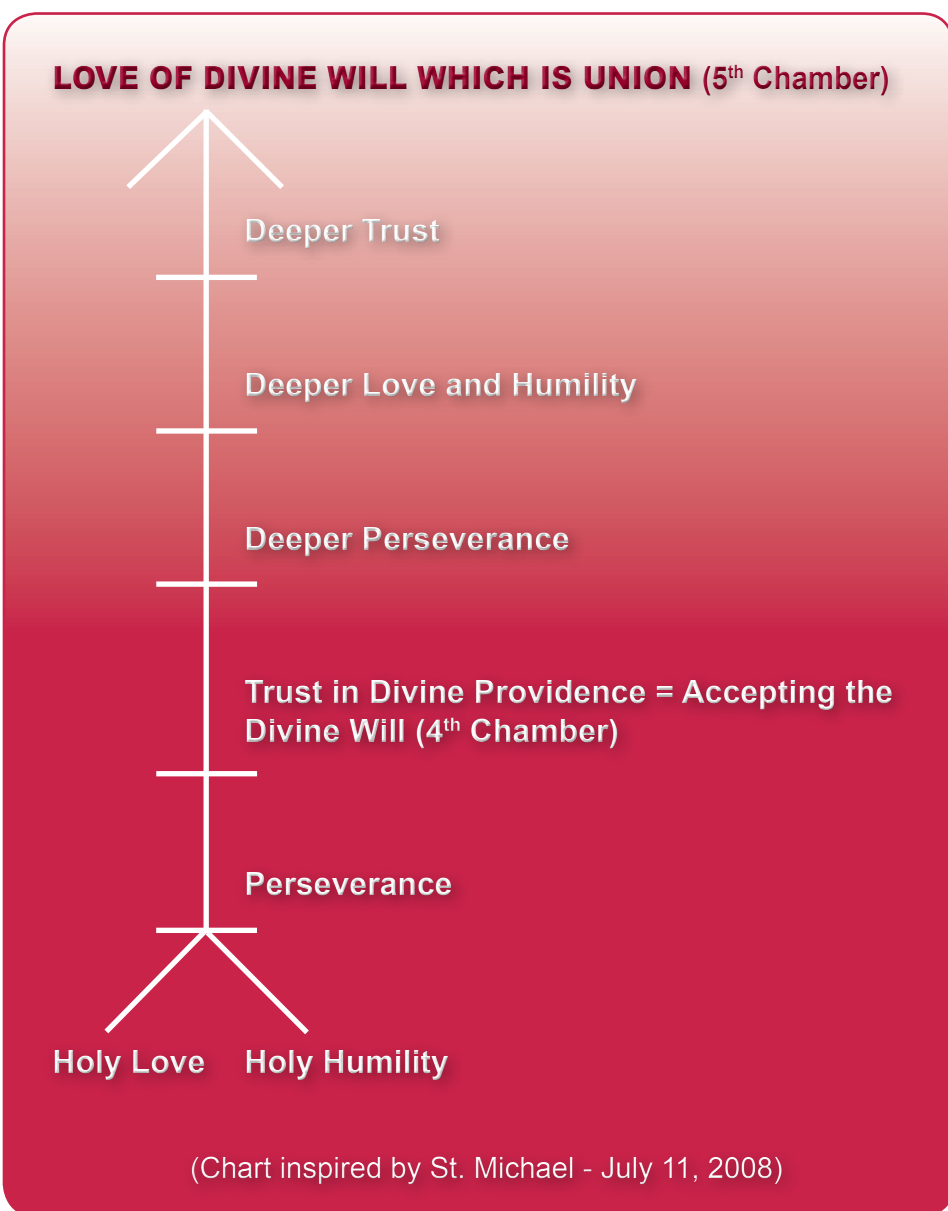 LOVE OF DIVINE WILL WHICH IS UNION (5th Chamber)
Deeper Trust
Deeper Love and Humility
Deeper Perseverance
Trust in Divine Providence = Accepting the
Divine Will (4th Chamber)
Perseverance
Holy Love Holy Humility
(Chart inspired by St. Michael - July 11, 2008)